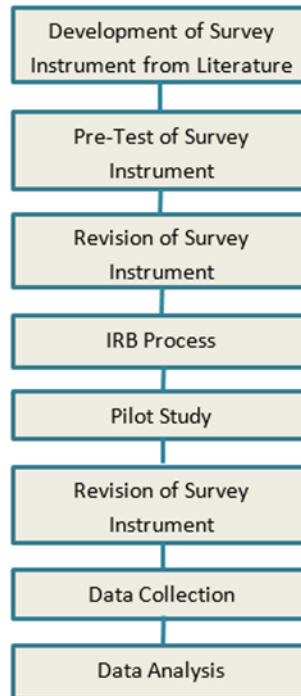 Development of Survey
Instrument from Literature
Pre-Test of Survey
Instrument
Revision of Survey
Instrument
IRB Process
Pilot Study
Revision of Survey
Instrument
Data Collection
Data Analysis